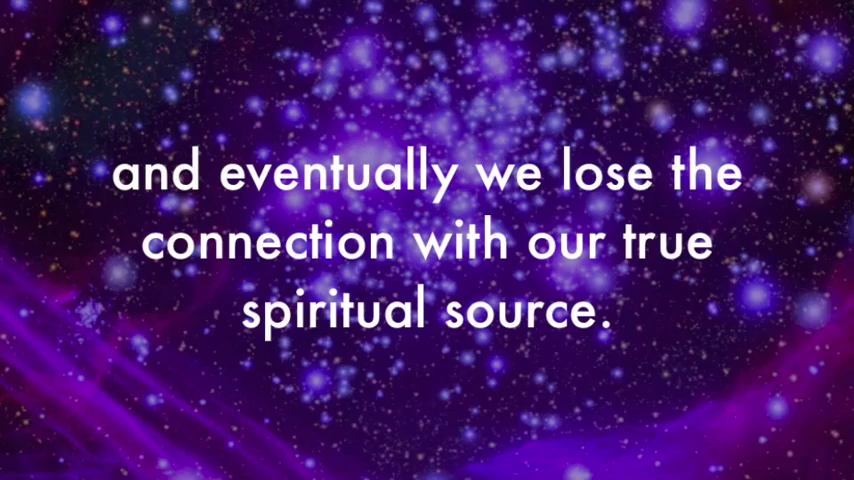 and eventually we lose the
connection with our true
spiritual source.